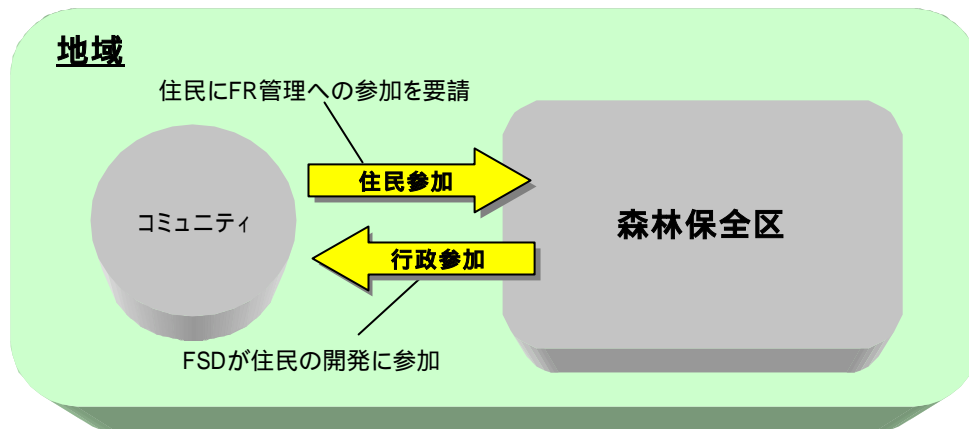 地域
住民にFR管理への参加を要請
住民参加
コミュニティ
森林保全区
行政参加
FSDが住民の開発に参加